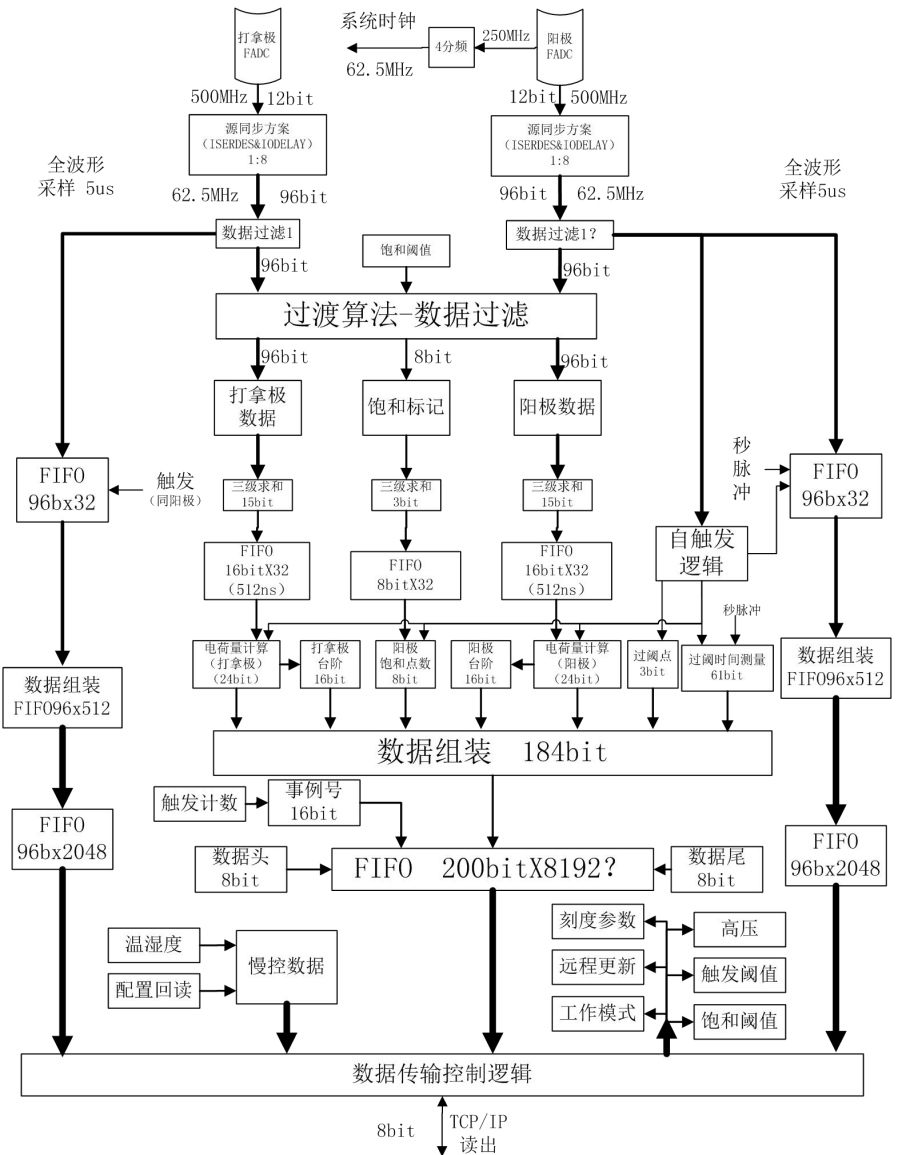 打拿极
FADC
系统时钟
62.5MHz
4分频
250MHz
阳极
FADC
500MHz
12bit
12bit
500MHz
源同步方案
(ISERDES&IODELAY)
1:8
源同步方案
(ISERDES&IODELAY)
1:8
全波形
采样 5us
全波形
采样5us
62.5MHz
96bit
96bit
62.5MHz
数据过滤1
饱和阈值
数据过滤1?
96bit
96bit
过渡算法-数据过滤
96bit
8bit
96bit
打拿极
数据
饱和标记
阳极数据
FIFO
96bx32
触发
(同阳极)
三级求和
15bit
三级求和
3bit
三级求和
15bit
秒
脉
冲
FIFO
96bx32
FIFO
16bitX32
(512ns)
FIFO
8bitX32
FIFO
16bitX32
(512ns)
自触发
逻辑
秒脉冲
数据组装
FIFO96x512
电荷量计算
(打拿极)
(24bit)
打拿极
台阶
16bit
阳极
饱和点数
8bit
阳极
台阶
16bit
电荷量计算
(阳极)
(24bit)
过阈点
3bit
过阈时间测量
61bit
数据组装
FIFO96x512
数据组装 184bit
触发计数
事例号
16bit
FIFO
96bx2048
数据头
8bit
FIFO 200bitX8192?
数据尾
8bit
FIFO
96bx2048
温湿度
配置回读
慢控数据
刻度参数
高压
远程更新
触发阈值
工作模式
饱和阈值
数据传输控制逻辑
8bit
TCP/IP
读出